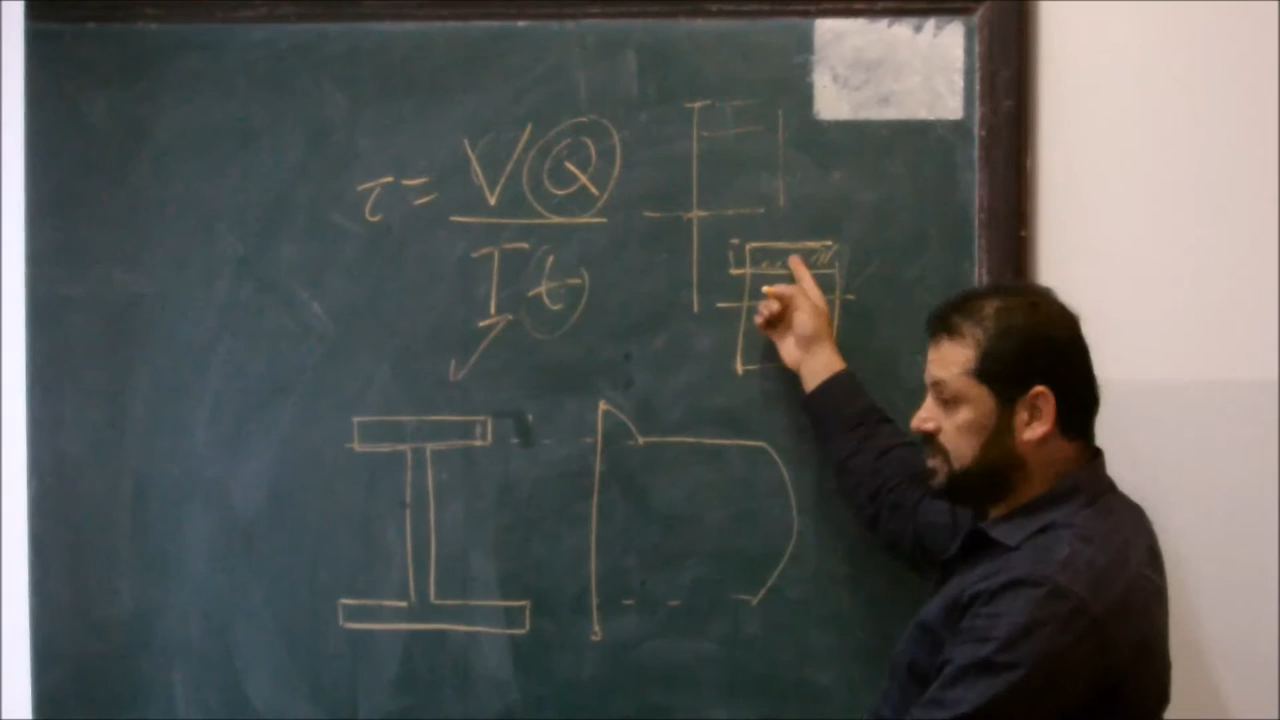 τ = VQ
It